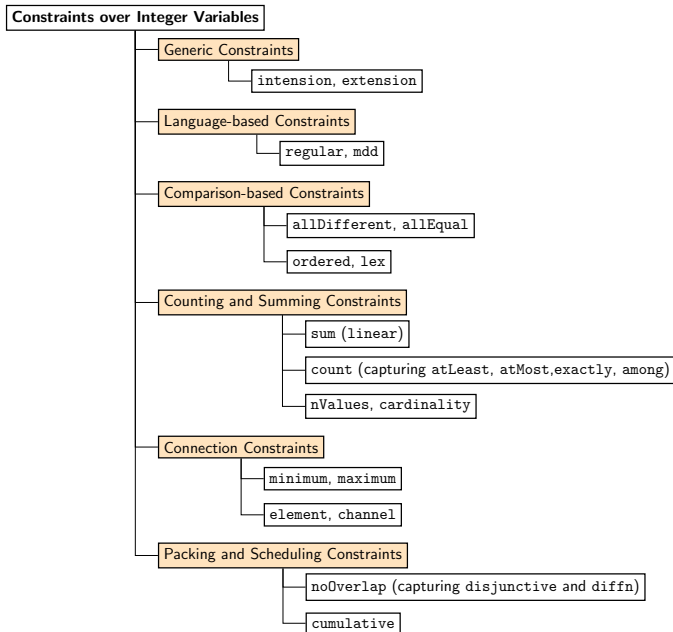 Constraints over Integer Variables
Generic Constraints
intension, extension
Language-based Constraints
regular, mdd
Comparison-based Constraints
allDifferent, allEqual
ordered, lex
Counting and Summing Constraints
sum (linear)
count (capturing atLeast, atMost,exactly, among)
nValues, cardinality
Connection Constraints
minimum, maximum
element, channel
Packing and Scheduling Constraints
noOverlap (capturing disjunctive and diffn)
cumulative